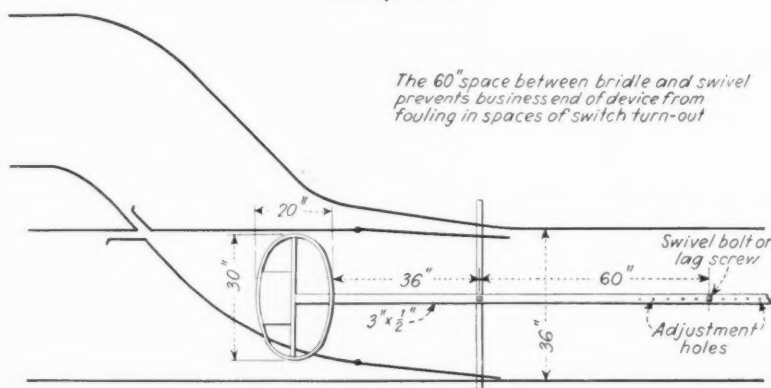 The 60" space between bridle and swivel
prevents business end of device from
fouling in spaces of switch turn-out
20"
30"
36"
60"
Swivel bolt or
lag screw
3" x 1/2"
36"
Adjustment
holes